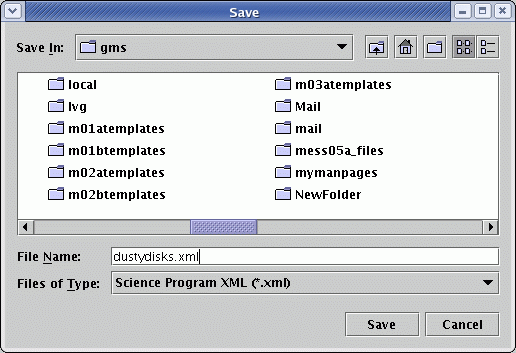 Save
Save In: gms
local
lvg
m01atemplates
m01btemplates
m02atemplates
m02btemplates
m03atemplates
Mail
mail
mess05a_files
mymanpages
NewFolder
File Name: dustydisks.xml
Files of Type: Science Program XML (*.xml)
Save Cancel